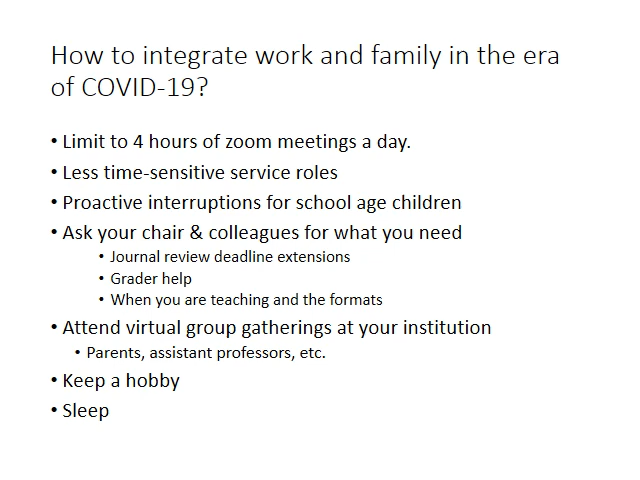 How to integrate work and family in the era
of COVID-19?
• Limit to 4 hours of zoom meetings a day.
• Less time-sensitive service roles
• Proactive interruptions for school age children
• Ask your chair & colleagues for what you need
• Journal review deadline extensions
• Grader help
• When you are teaching and the formats
• Attend virtual group gatherings at your institution
• Parents, assistant professors, etc.
• Keep a hobby
• Sleep